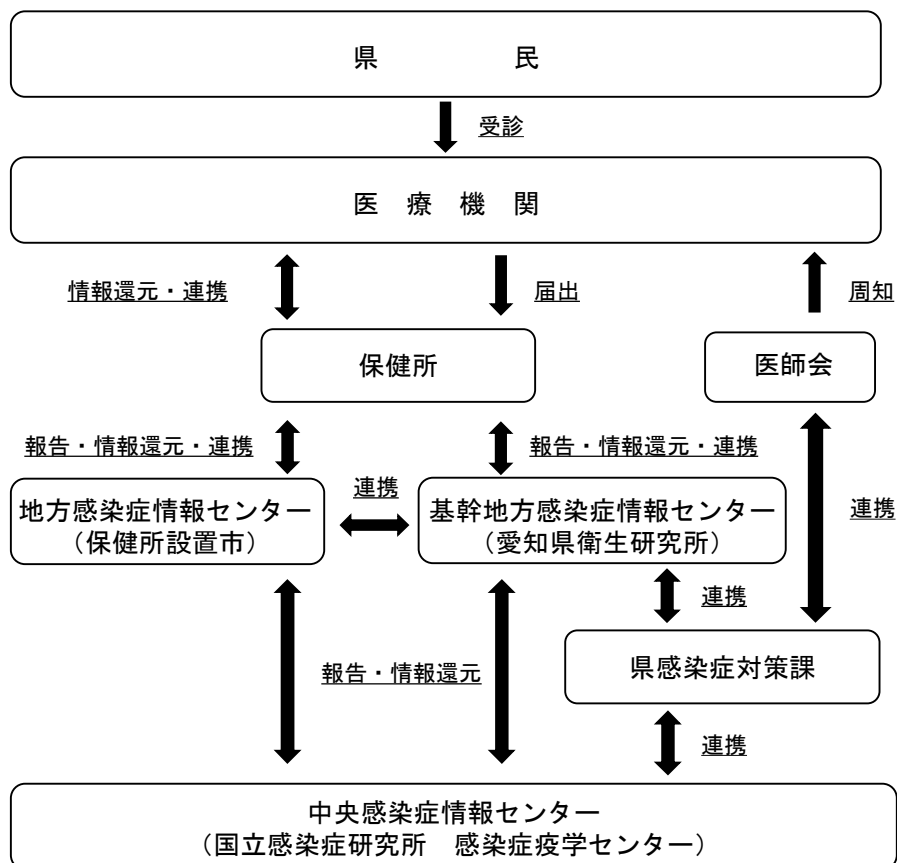 県　　　　民
受診
医　療　機　関
情報還元・連携
届出
周知
保健所
医師会
報告・情報還元・連携
報告・情報還元・連携
地方感染症情報センター
（保健所設置市）
連携
基幹地方感染症情報センター
（愛知県衛生研究所）
連携
連携
県感染症対策課
報告・情報還元
連携
中央感染症情報センター
（国立感染症研究所　感染症疫学センター）